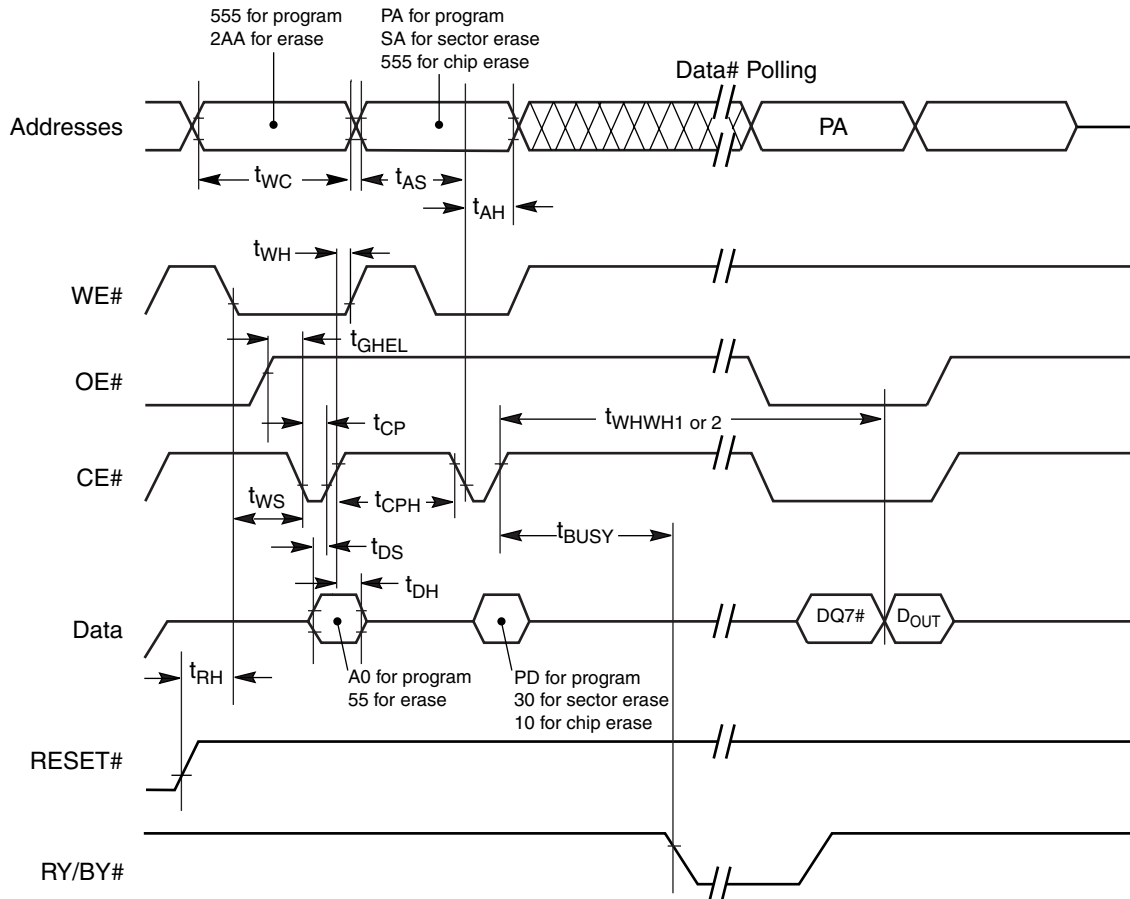 555 for program
2AA for erase
PA for program
SA for sector erase
555 for chip erase
Data# Polling
Addresses
PA
tWC
tAS
tAH
tWH
WE#
tGHEL
OE#
tWHWH1 or 2
tCP
CE#
tWS
tCPH
tBUSY
tDS
tDH
Data
DQ7#
DOUT
tRH
A0 for program
55 for erase
PD for program
30 for sector erase
10 for chip erase
RESET#
RY/BY#